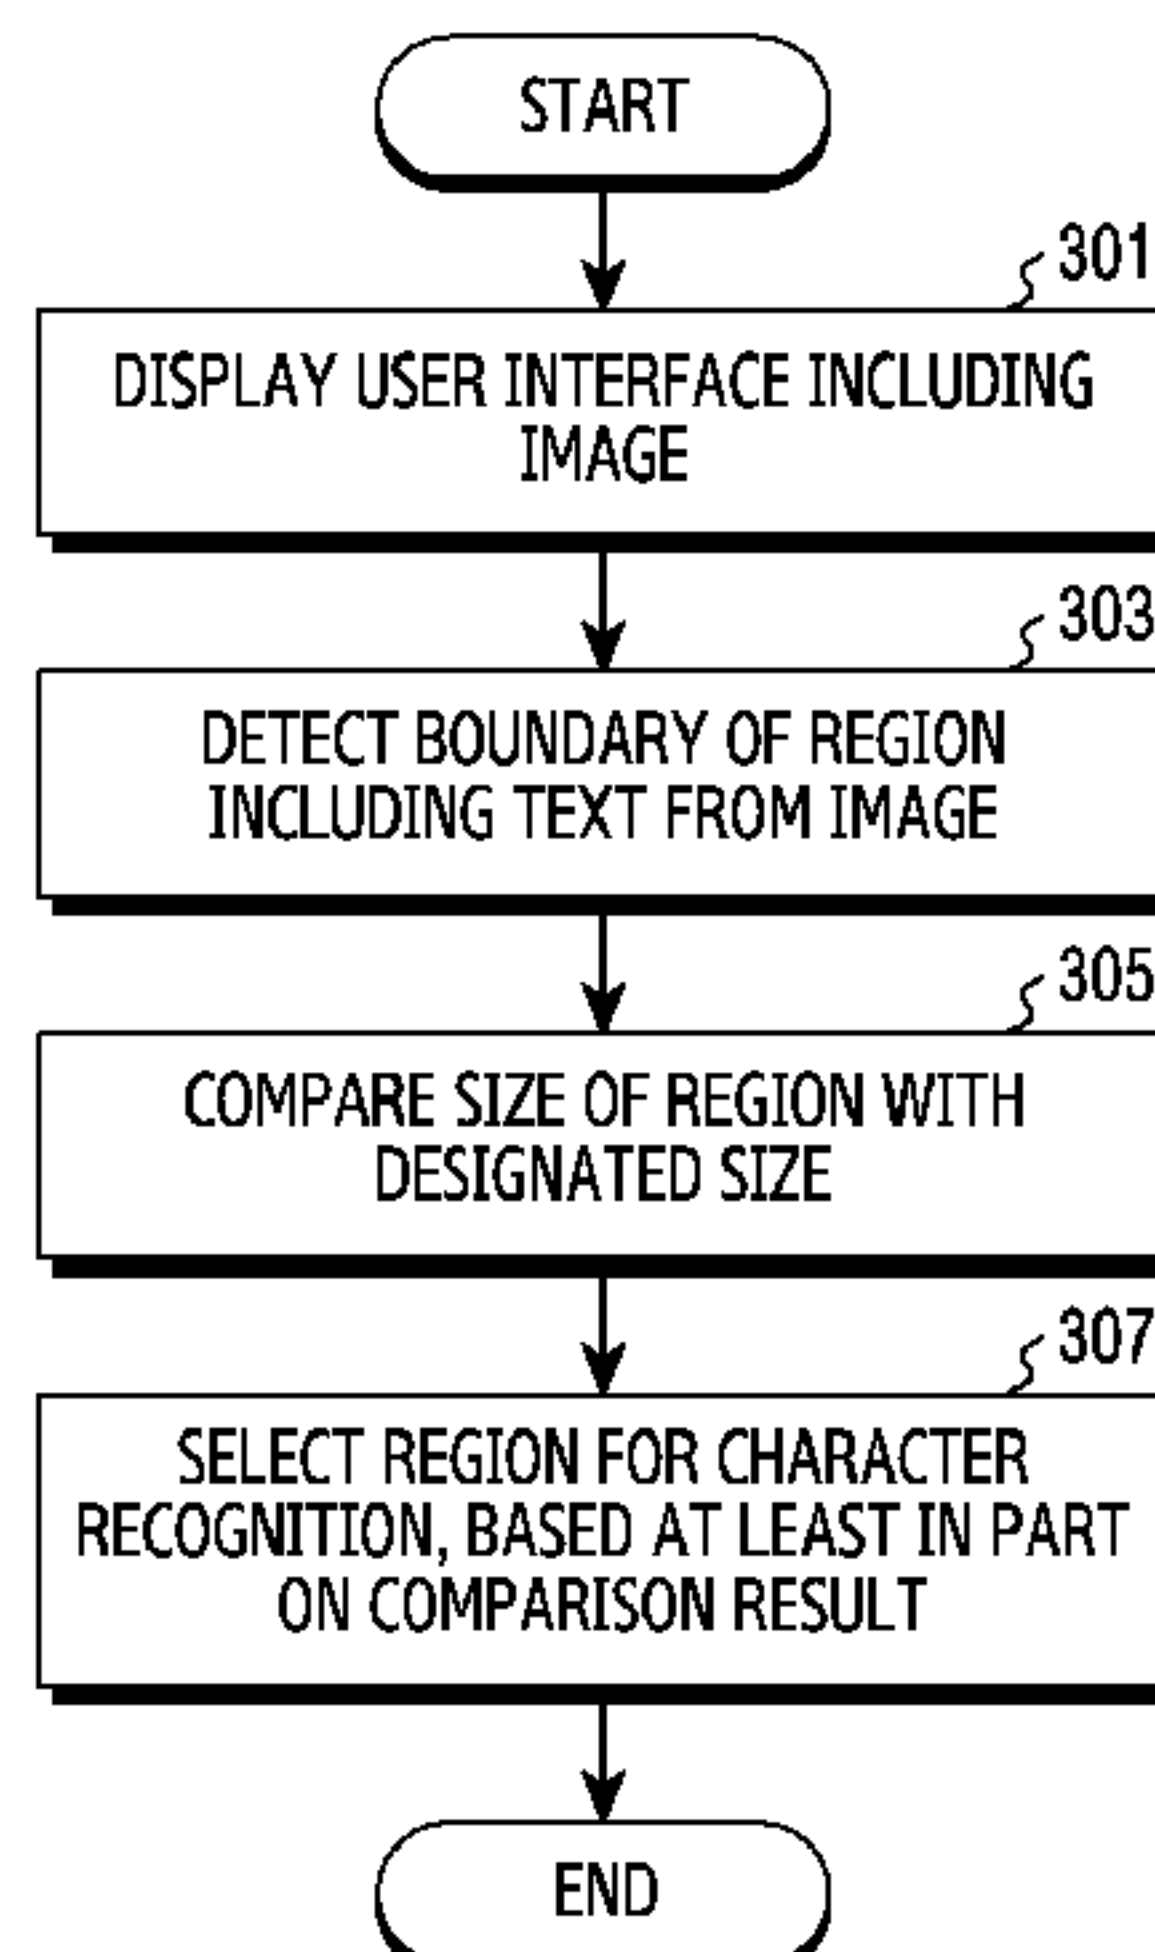 START
301
DISPLAY USER INTERFACE INCLUDING
IMAGE
303
DETECT BOUNDARY OF REGION
INCLUDING TEXT FROM IMAGE
305
COMPARE SIZE OF REGION WITH
DESIGNATED SIZE
307
SELECT REGION FOR CHARACTER
RECOGNITION, BASED AT LEAST IN PART
ON COMPARISON RESULT
END